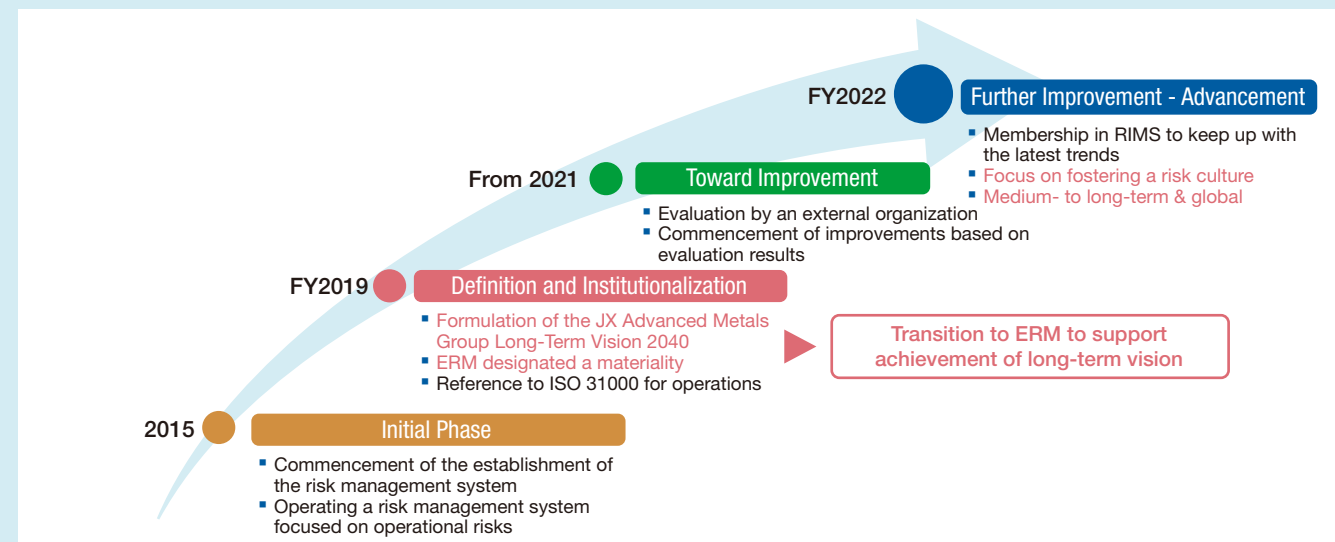 FY2022
Further Improvement - Advancement
▪ Membership in RIMS to keep up with
the latest trends
▪ Focus on fostering a risk culture
▪ Medium- to long-term & global
From 2021
Toward Improvement
▪ Evaluation by an external organization
▪ Commencement of improvements based on
evaluation results
FY2019
Definition and Institutionalization
▪ Formulation of the JX Advanced Metals
Group Long-Term Vision 2040
▪ ERM designated a materiality
▪ Reference to ISO 31000 for operations
Transition to ERM to support
achievement of long-term vision
2015
Initial Phase
▪ Commencement of the establishment of
the risk management system
▪ Operating a risk management system
focused on operational risks